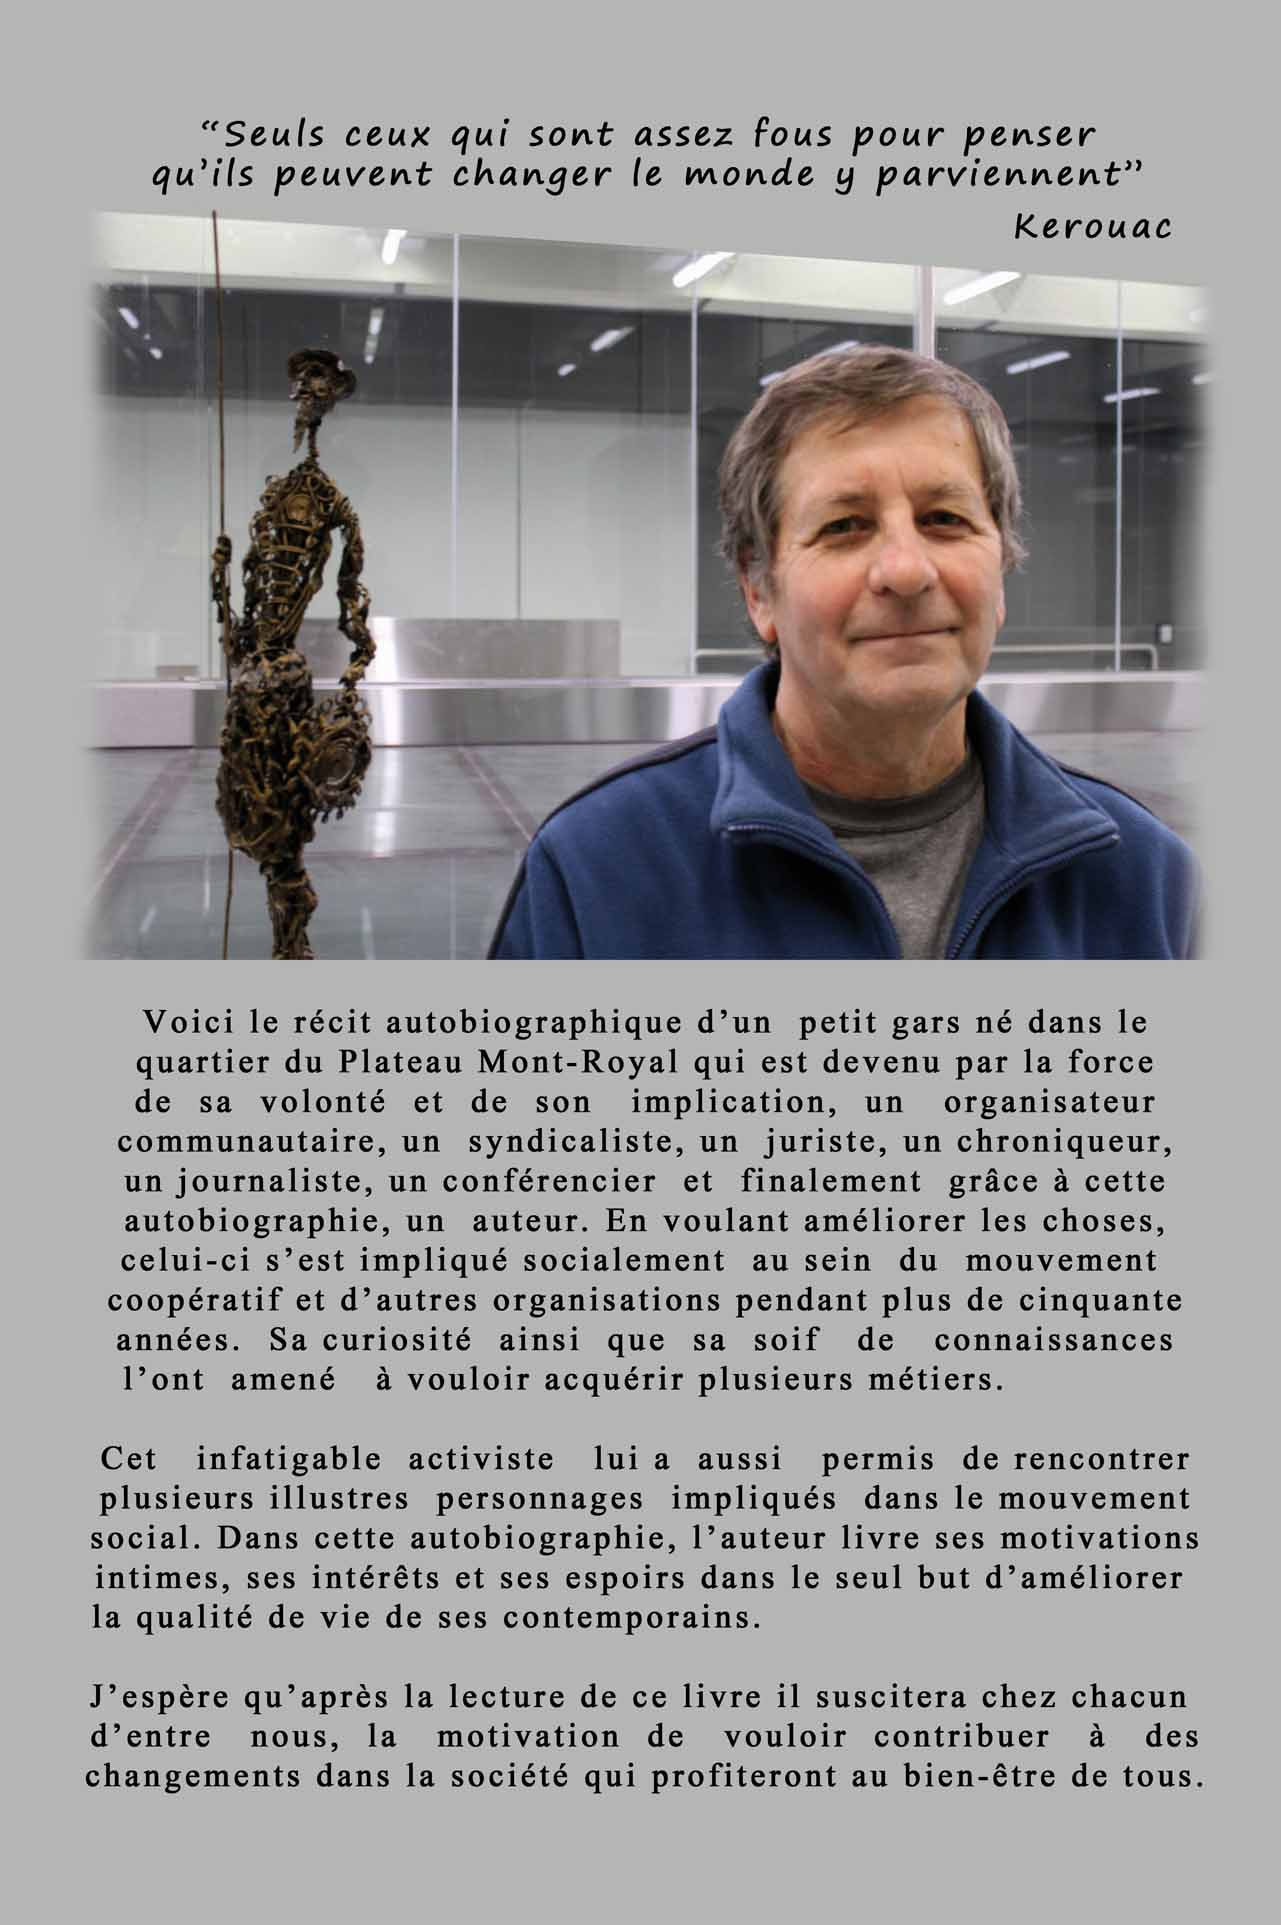 “Seuls ceux qui sont assez fous pour penser
qu’ils peuvent changer le monde y parviennent”
Kerouac
Voici le récit autobiographique d’un petit gars né dans le
quartier du Plateau Mont-Royal qui est devenu par la force
de sa volonté et de son implication, un organisateur
communautaire, un syndicaliste, un juriste, un chroniqueur,
un journaliste, un conférencier et finalement grâce à cette
autobiographie, un auteur. En voulant améliorer les choses,
celui-ci s’est impliqué socialement au sein du mouvement
coopératif et d’autres organisations pendant plus de cinquante
années. Sa curiosité ainsi que sa soif de connaissances
l’ont amené à vouloir acquérir plusieurs métiers.
Cet infatigable activiste lui a aussi permis de rencontrer
plusieurs illustres personnages impliqués dans le mouvement
social. Dans cette autobiographie, l’auteur livre ses motivations
intimes, ses intérêts et ses espoirs dans le seul but d’améliorer
la qualité de vie de ses contemporains.
J’espère qu’après la lecture de ce livre il suscitera chez chacun
d’entre nous, la motivation de vouloir contribuer à des
changements dans la société qui profiteront au bien-être de tous.